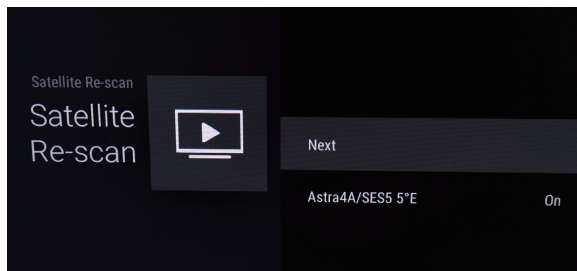 Satellite Re-scan
Satellite
Re-scan
Next
Astra4A/SES5 5°E On